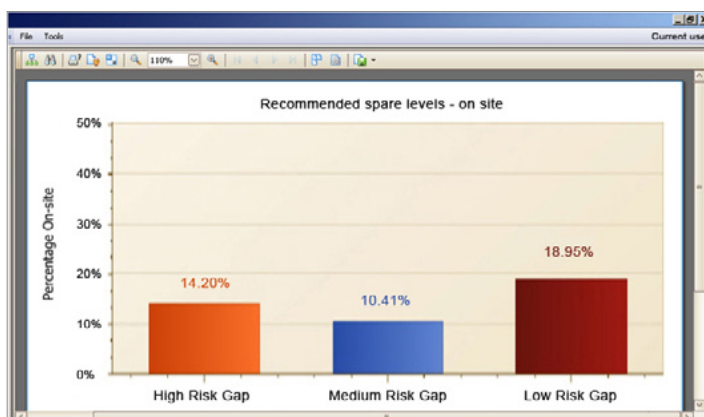 File Tools
Current use
110%
Recommended spare levels - on site
Percentage On-site
50%
40%
30%
20%
10%
0%
14.20%
10.41%
18.95%
High Risk Gap
Medium Risk Gap
Low Risk Gap